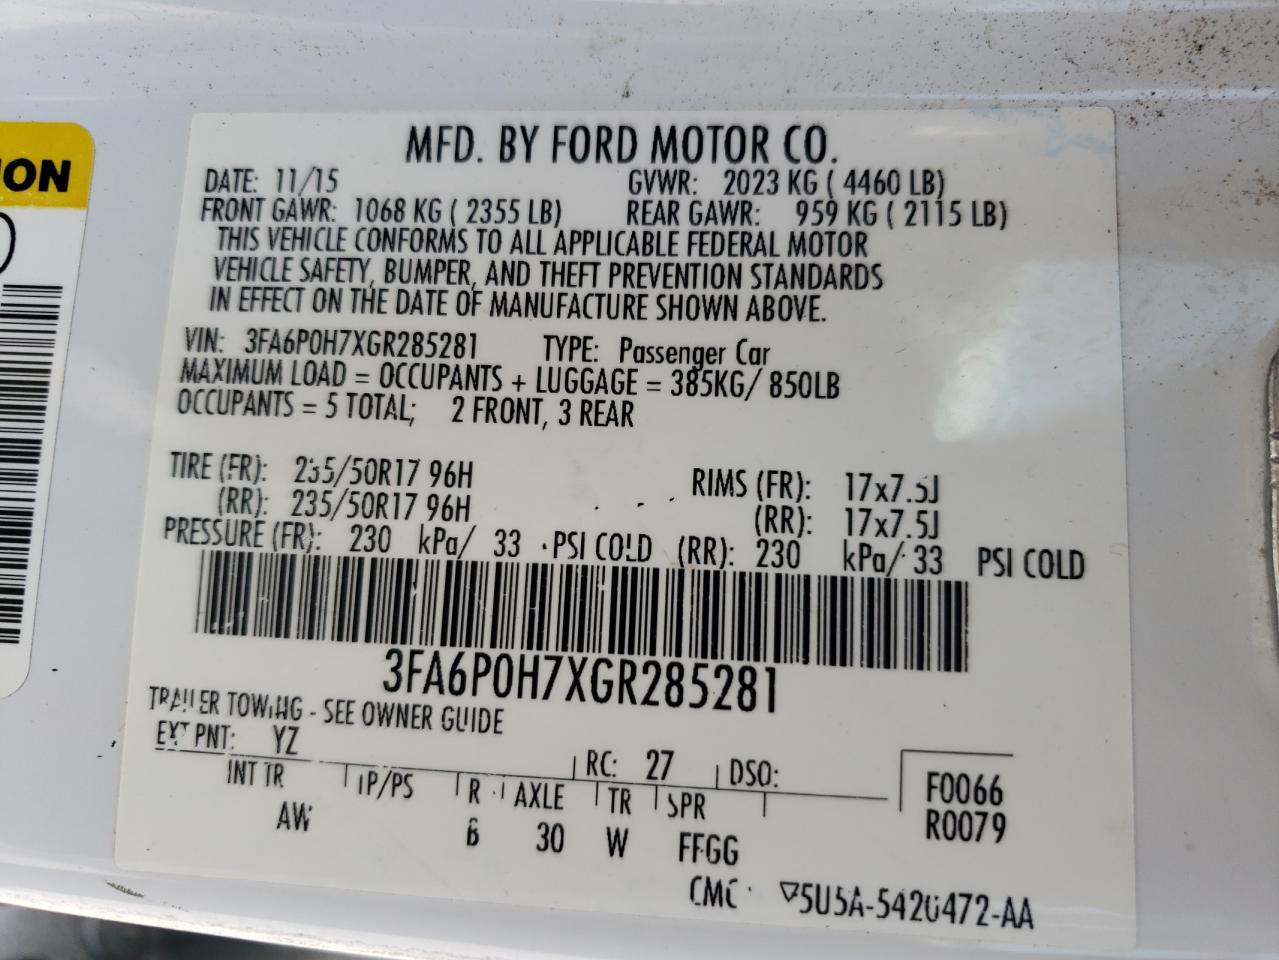 ION
MFD. BY FORD MOTOR CO.
DATE: 11/15 GVWR: 2023 KG ( 4460 LB)
FRONT GAWR: 1068 KG ( 2355 LB) REAR GAWR: 959 KG ( 2115 LB)
THIS VEHICLE CONFORMS TO ALL APPLICABLE FEDERAL MOTOR
VEHICLE SAFETY, BUMPER, AND THEFT PREVENTION STANDARDS
IN EFFECT ON THE DATE OF MANUFACTURE SHOWN ABOVE.
VIN: 3FA6P0H7XGR285281 TYPE: Passenger Car
MAXIMUM LOAD = OCCUPANTS + LUGGAGE = 385KG/ 850LB
OCCUPANTS = 5 TOTAL; 2 FRONT, 3 REAR
TIRE (FR): 235/50R17 96H RIMS (FR): 17x7.5J
(RR): 235/50R17 96H (RR): 17x7.5J
PRESSURE (FR): 230 kPa/ 33 PSI COLD (RR): 230 kPa/ 33 PSI COLD
3FA6P0H7XGR285281
TRAILER TOWING - SEE OWNER GUIDE
EXT PNT: YZ RC: 27 DSO:
INT TR TP/PS R AXLE TR SPR F0066
AW 6 30 W FFGG R0079
CMC 5U5A-5420472-AA